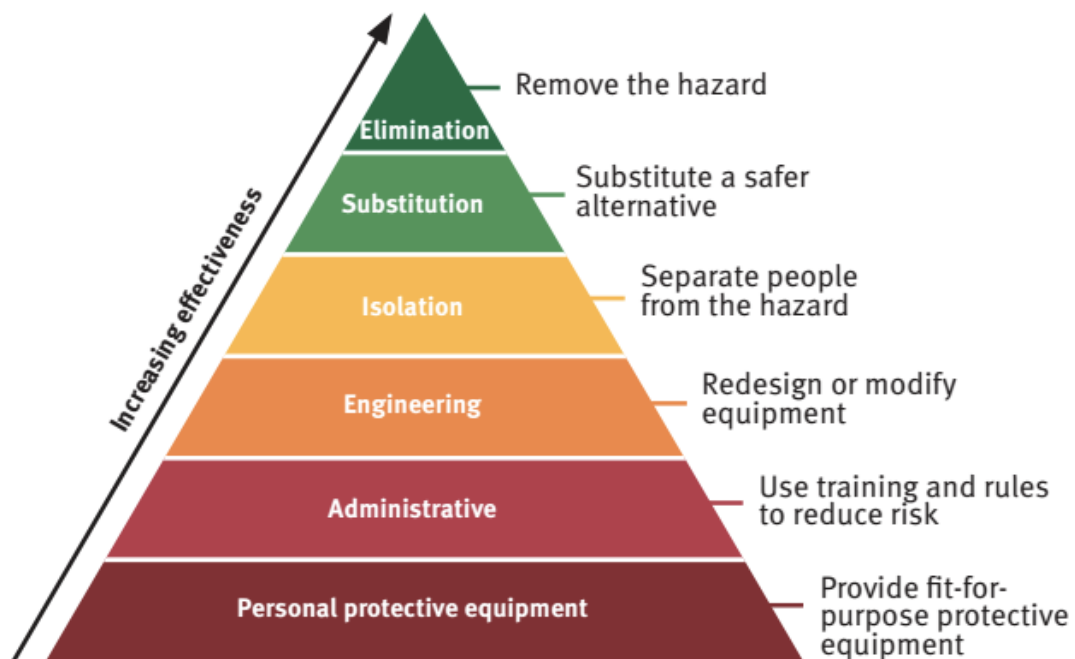 Remove the hazard
Elimination
Substitute a safer
alternative
Substitution
Separate people
from the hazard
Isolation
Increasing effectiveness
Redesign or modify
equipment
Engineering
Use training and rules
to reduce risk
Administrative
Provide fit-for-
purpose protective
equipment
Personal protective equipment